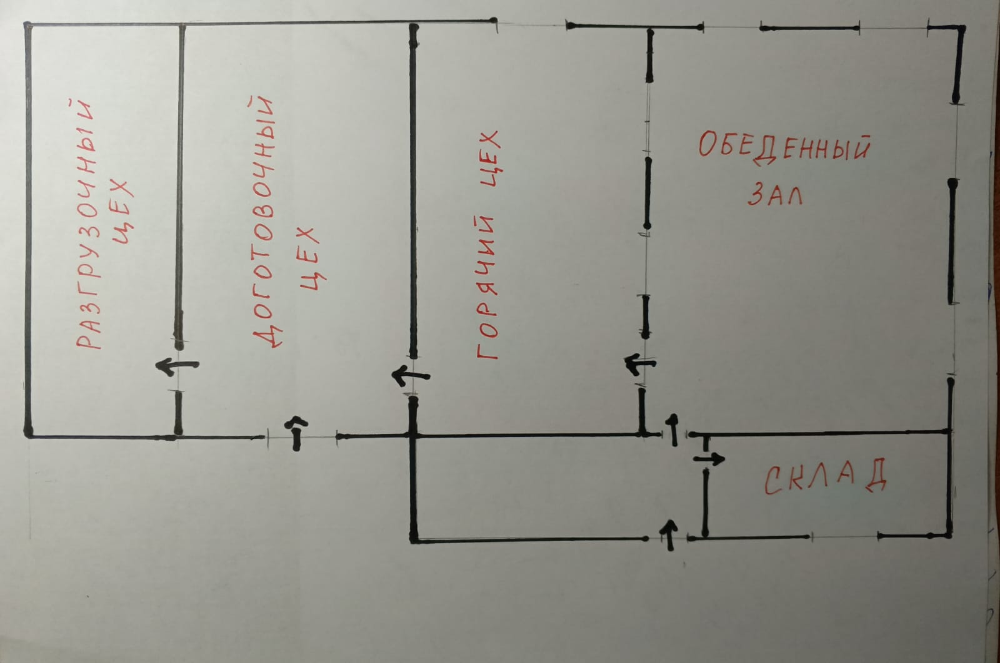 РАЗГРУЗОЧНЫЙ
ЦЕХ
ДОГОТОВОЧНЫЙ
ЦЕХ
ГОРЯЧИЙ ЦЕХ
ОБЕДЕННЫЙ
ЗАЛ
СКЛАД